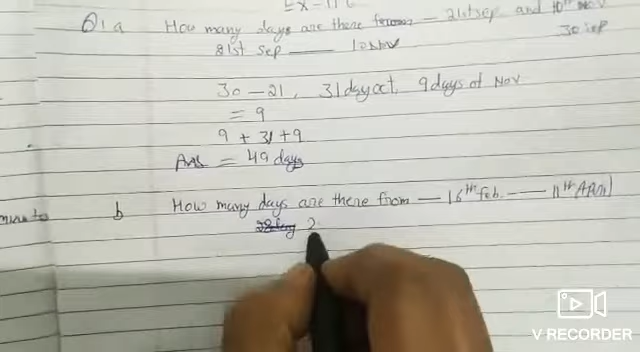 Q1 a How many days are there — 21st sep and 10th Nov
21st sep —— 10 Nov 30 sep
30 - 21, 31 day oct 9 days of Nov
= 9
9 + 31 + 9
Ans = 49 days
minutes b How many days are there from — 16th Feb. —— 11th APril
2
V RECORDER